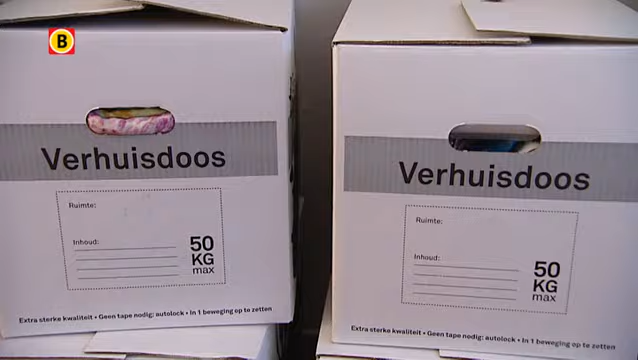 B
Verhuisdoos
Ruimte:
Inhoud:
50
KG
max
Extra sterke kwaliteit • Geen tape nodig: autolock • In 1 beweging op te zetten
Verhuisdoos
Ruimte:
Inhoud:
50
KG
max
Extra sterke kwaliteit • Geen tape nodig: autolock • In 1 beweging op te zetten